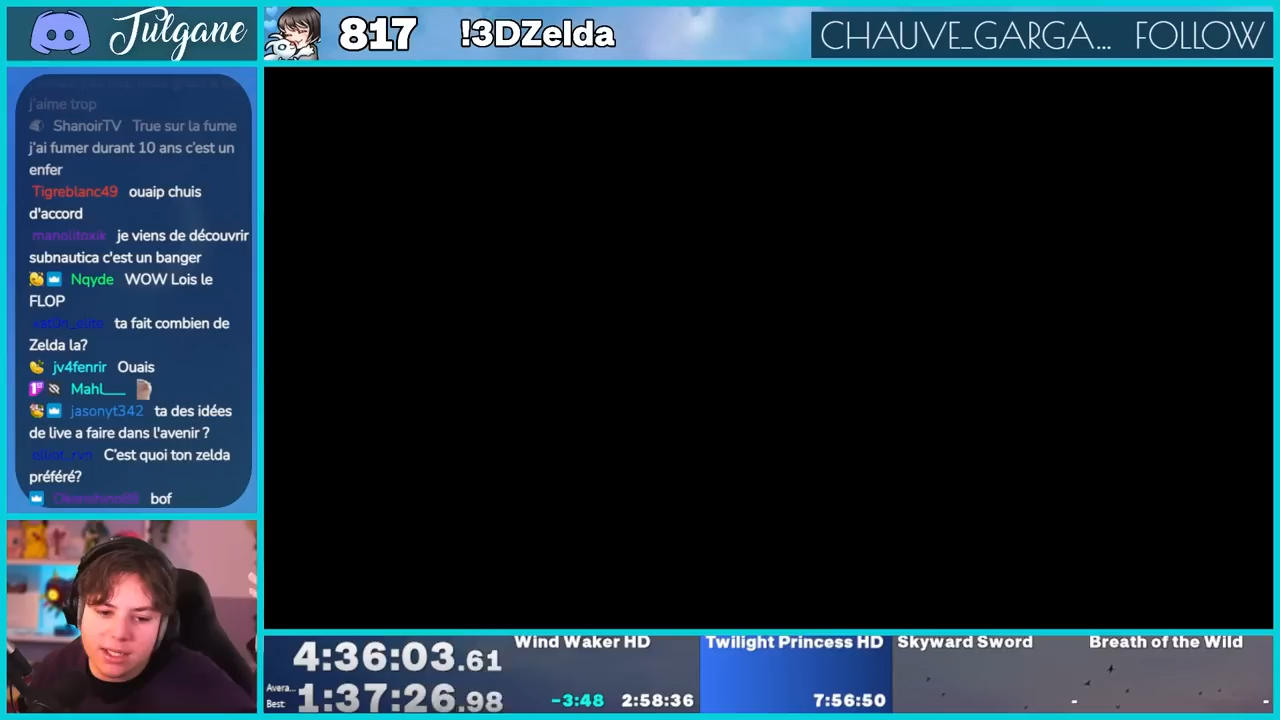 Julgane
817
!3DZelda
CHAUVE_GARGA... FOLLOW
j'aime trop
ShanoirTV True sur la fume
j'ai fumer durant 10 ans c'est un
enfer
Tigreblanc49 ouaip chuis
d'accord
manolitoxik je viens de découvrir
subnautica c'est un banger
Nqyde WOW Lois le
FLOP
ta fait combien de
Zelda la?
jv4fenrir Ouais
Mahl___
jasonyt342 ta des idées
de live a faire dans l'avenir ?
C'est quoi ton zelda
préféré?
bof
4:36:03.61
Avera...
Best:
1:37:26.98
Wind Waker HD
-3:48 2:58:36
Twilight Princess HD
7:56:50
Skyward Sword
-
Breath of the Wild
-